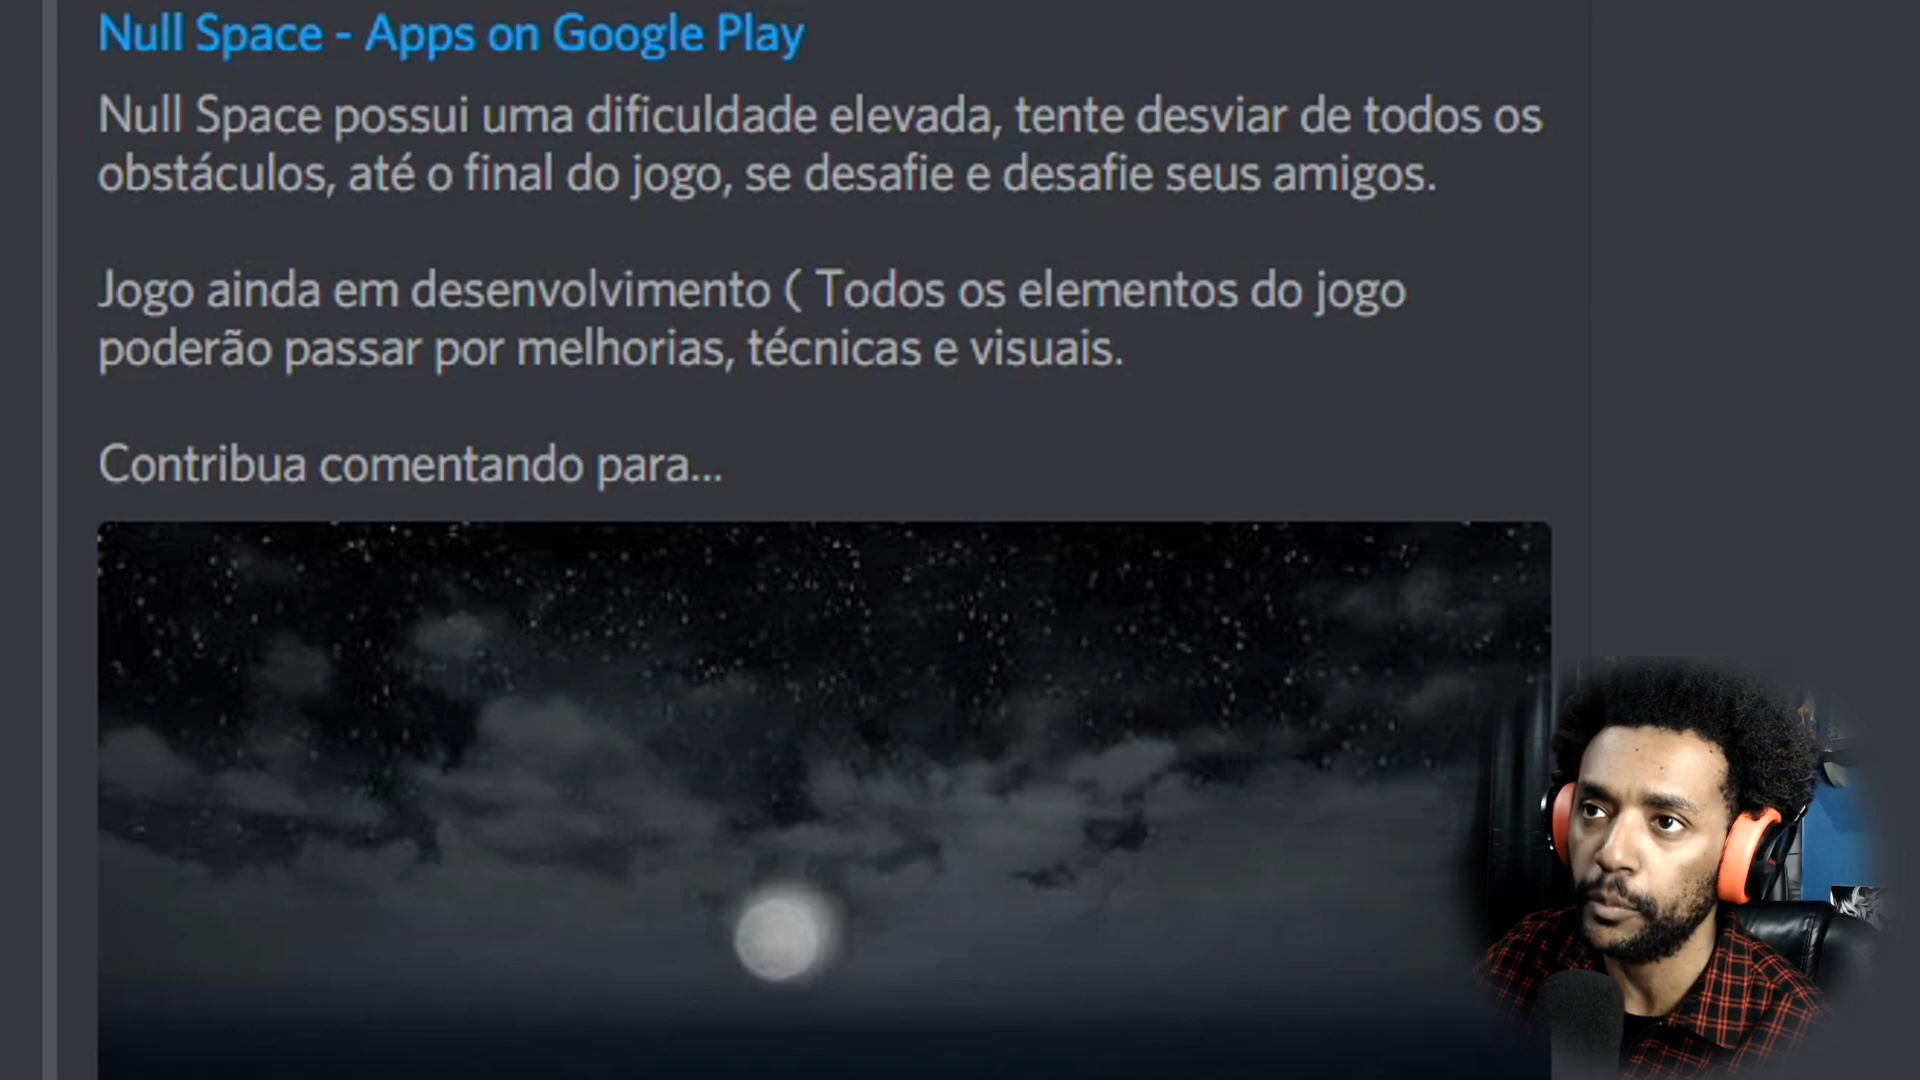 Null Space - Apps on Google Play
Null Space possui uma dificuldade elevada, tente desviar de todos os
obstáculos, até o final do jogo, se desafie e desafie seus amigos.
Jogo ainda em desenvolvimento ( Todos os elementos do jogo
poderão passar por melhorias, técnicas e visuais.
Contribua comentando para...